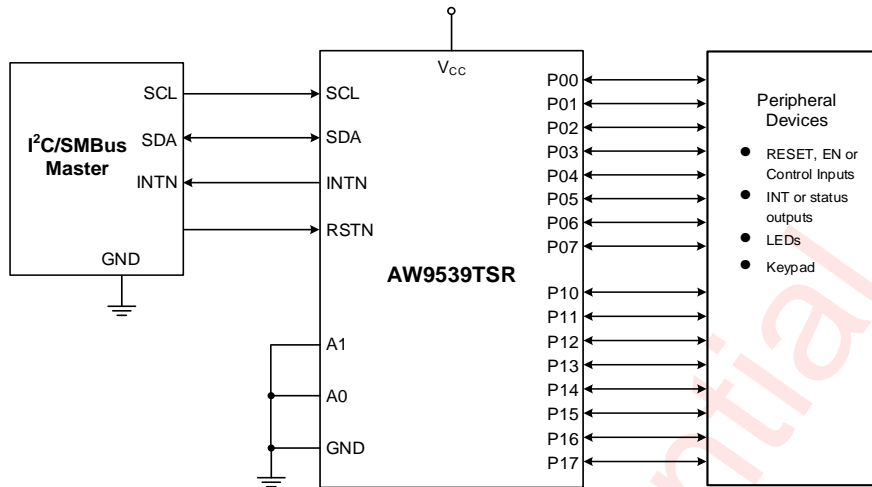 V_CC
I²C/SMBus
Master
SCL
SDA
INTN
GND
SCL
SDA
INTN
RSTN
A1
A0
GND
AW9539TSR
P00
P01
P02
P03
P04
P05
P06
P07
P10
P11
P12
P13
P14
P15
P16
P17
Peripheral
Devices
● RESET, EN or
Control Inputs
● INT or status
outputs
● LEDs
● Keypad
ntial